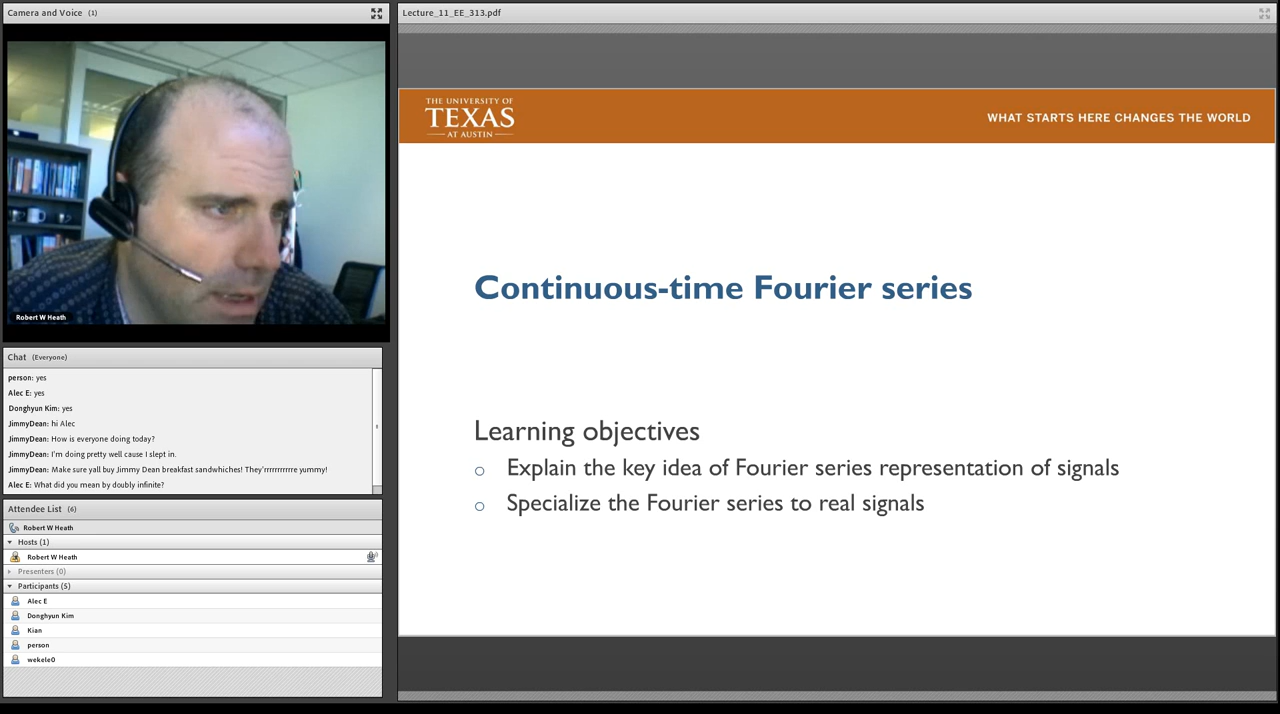 Camera and Voice (1)
Robert W Heath
Chat (Everyone)
person: yes
Alec E: yes
Donghyun Kim: yes
JimmyDean: hi Alec
JimmyDean: How is everyone doing today?
JimmyDean: I'm doing pretty well cause I slept in.
JimmyDean: Make sure yall buy Jimmy Dean breakfast sandwhiches! They'rrrrrrrrrrre yummy!
Alec E: What did you mean by doubly infinite?
Attendee List (6)
Robert W Heath
Hosts (1)
Robert W Heath
Presenters (0)
Participants (5)
Alec E
Donghyun Kim
Kian
person
wekele0
Lecture_11_EE_313.pdf
THE UNIVERSITY OF
TEXAS
AT AUSTIN
WHAT STARTS HERE CHANGES THE WORLD
Continuous-time Fourier series
Learning objectives
Explain the key idea of Fourier series representation of signals
Specialize the Fourier series to real signals